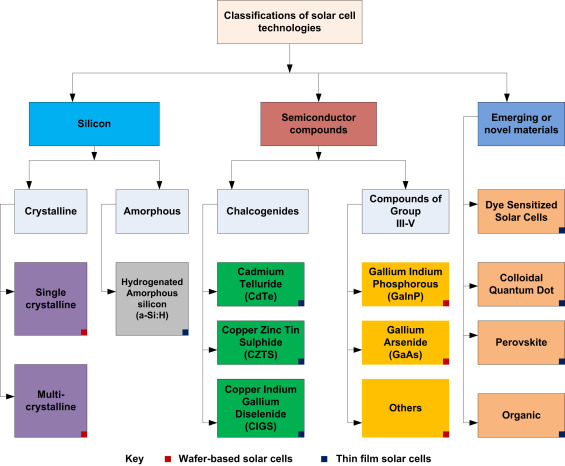 Classifications of solar cell
technologies
Silicon
Semiconductor
compounds
Emerging or
novel materials
Crystalline
Amorphous
Chalcogenides
Compounds of
Group
III-V
Dye Sensitized
Solar Cells
Single
crystalline
Hydrogenated
Amorphous
silicon
(a-Si:H)
Cadmium
Telluride
(CdTe)
Gallium Indium
Phosphorous
(GaInP)
Colloidal
Quantum Dot
Copper Zinc Tin
Sulphide
(CZTS)
Gallium
Arsenide
(GaAs)
Perovskite
Multi-
crystalline
Copper Indium
Gallium
Diselenide
(CIGS)
Others
Organic
Key Wafer-based solar cells Thin film solar cells